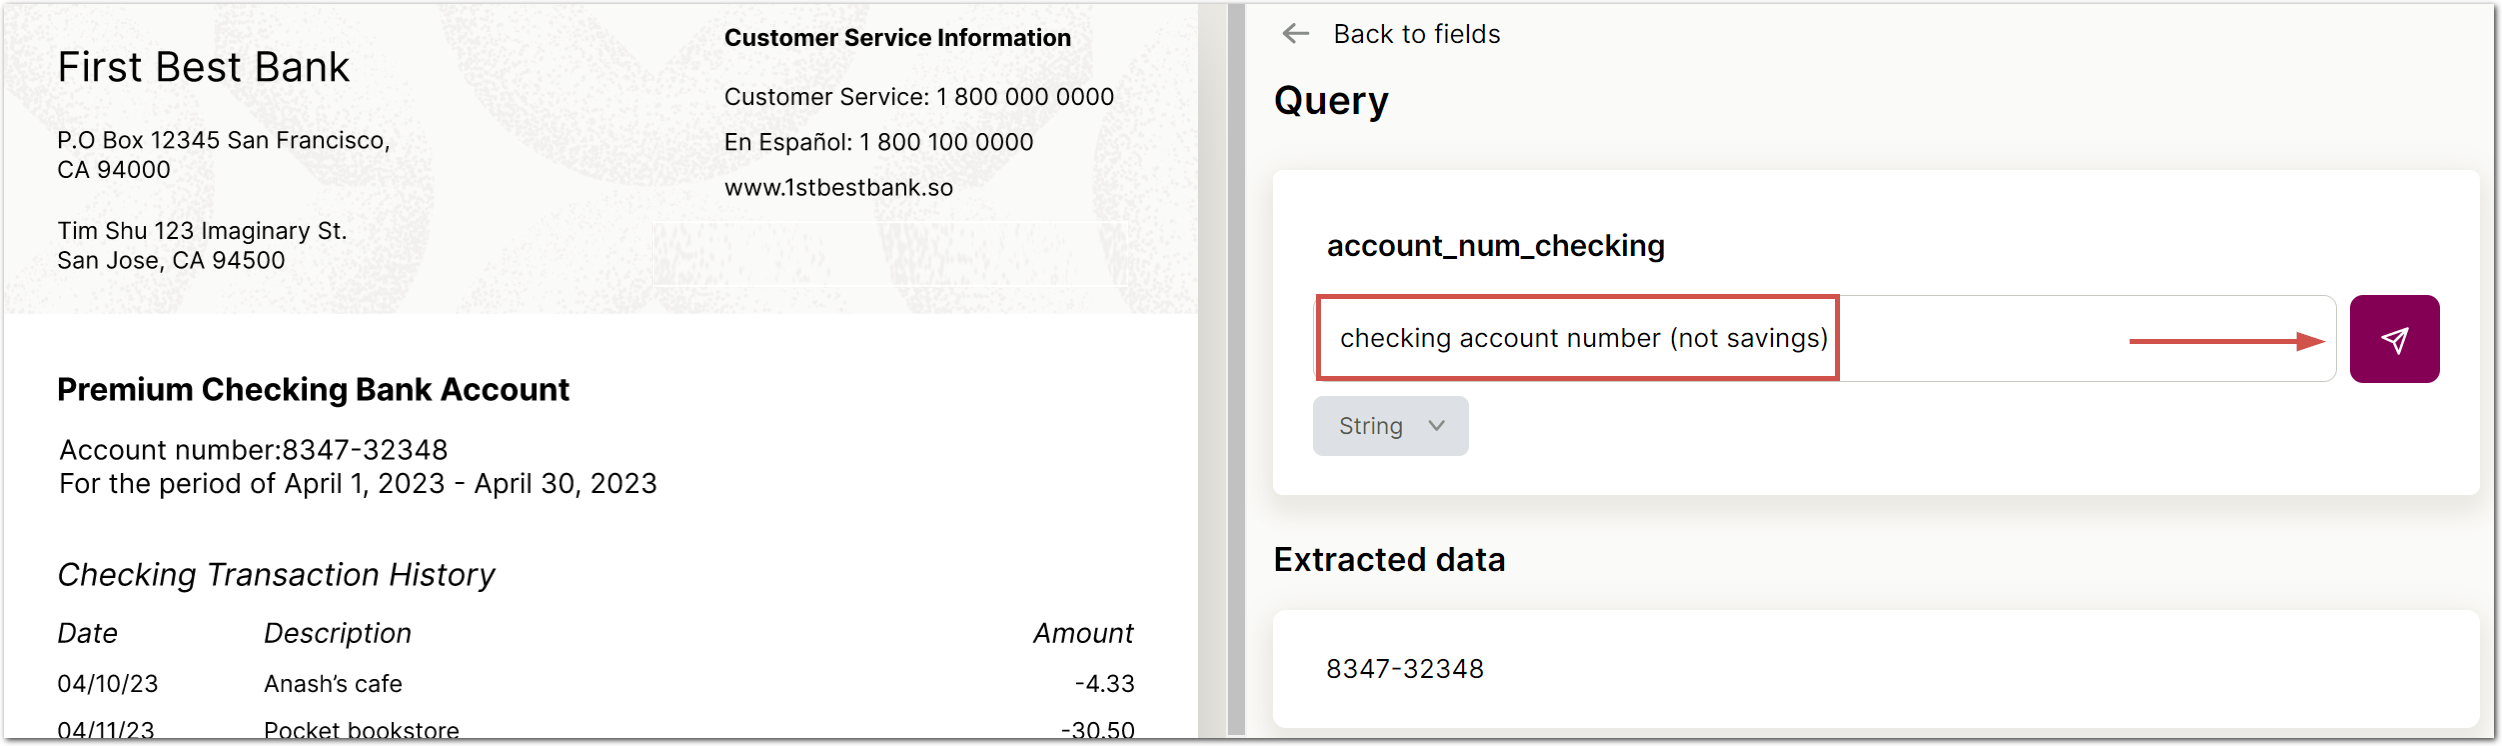 First Best Bank
P.O Box 12345 San Francisco,
CA 94000
Tim Shu 123 Imaginary St.
San Jose, CA 94500
Customer Service Information
Customer Service: 1 800 000 0000
En Español: 1 800 100 0000
www.1stbestbank.so
Premium Checking Bank Account
Account number:8347-32348
For the period of April 1, 2023 - April 30, 2023
Checking Transaction History
Date Description Amount
04/10/23 Anash’s cafe -4.33
04/11/23 Pocket bookstore -30.50
Back to fields
Query
account_num_checking
checking account number (not savings)
String
Extracted data
8347-32348